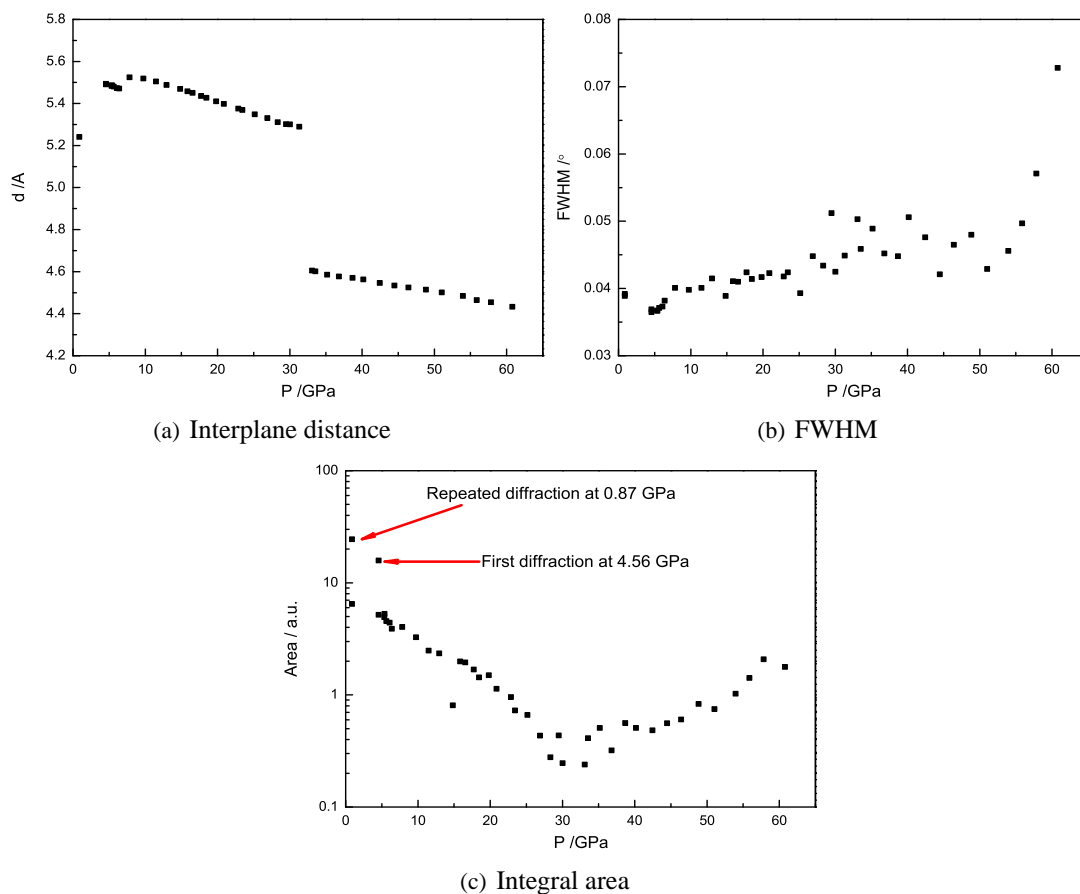 5.8
5.6
5.4
5.2
5.0
4.8
4.6
4.4
4.2
d /A
0 10 20 30 40 50 60
P /GPa
(a) Interplane distance
0.08
0.07
0.06
0.05
0.04
0.03
FWHM /°
0 10 20 30 40 50 60
P /GPa
(b) FWHM
100
10
1
0.1
Area / a.u.
Repeated diffraction at 0.87 GPa
First diffraction at 4.56 GPa
0 10 20 30 40 50 60
P /GPa
(c) Integral area